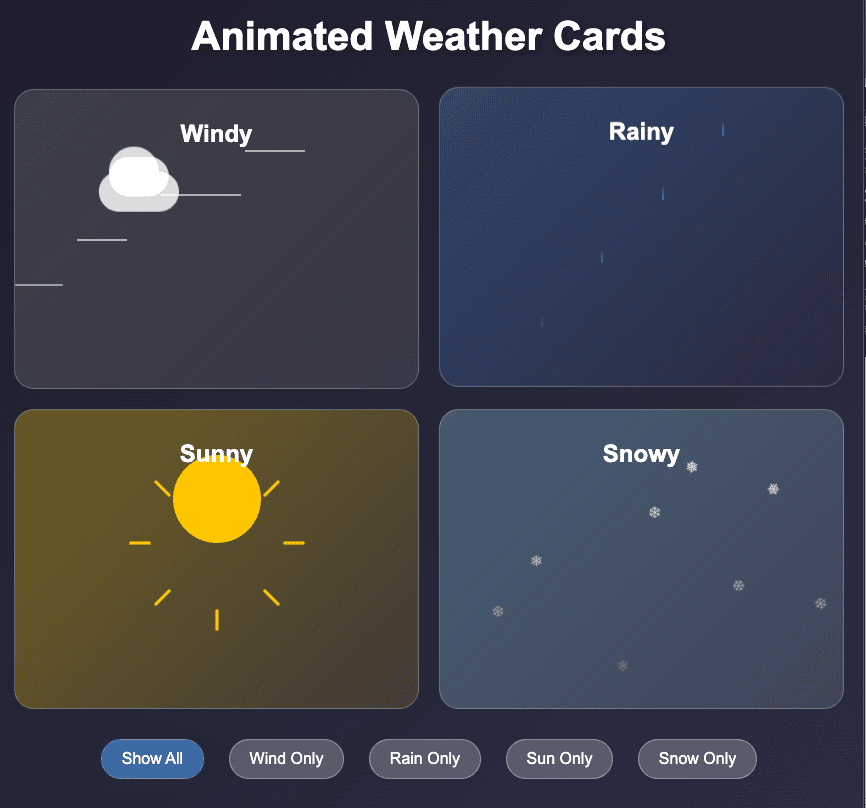 Animated Weather Cards
Windy
Rainy
Sunny
Snowy
Show All
Wind Only
Rain Only
Sun Only
Snow Only